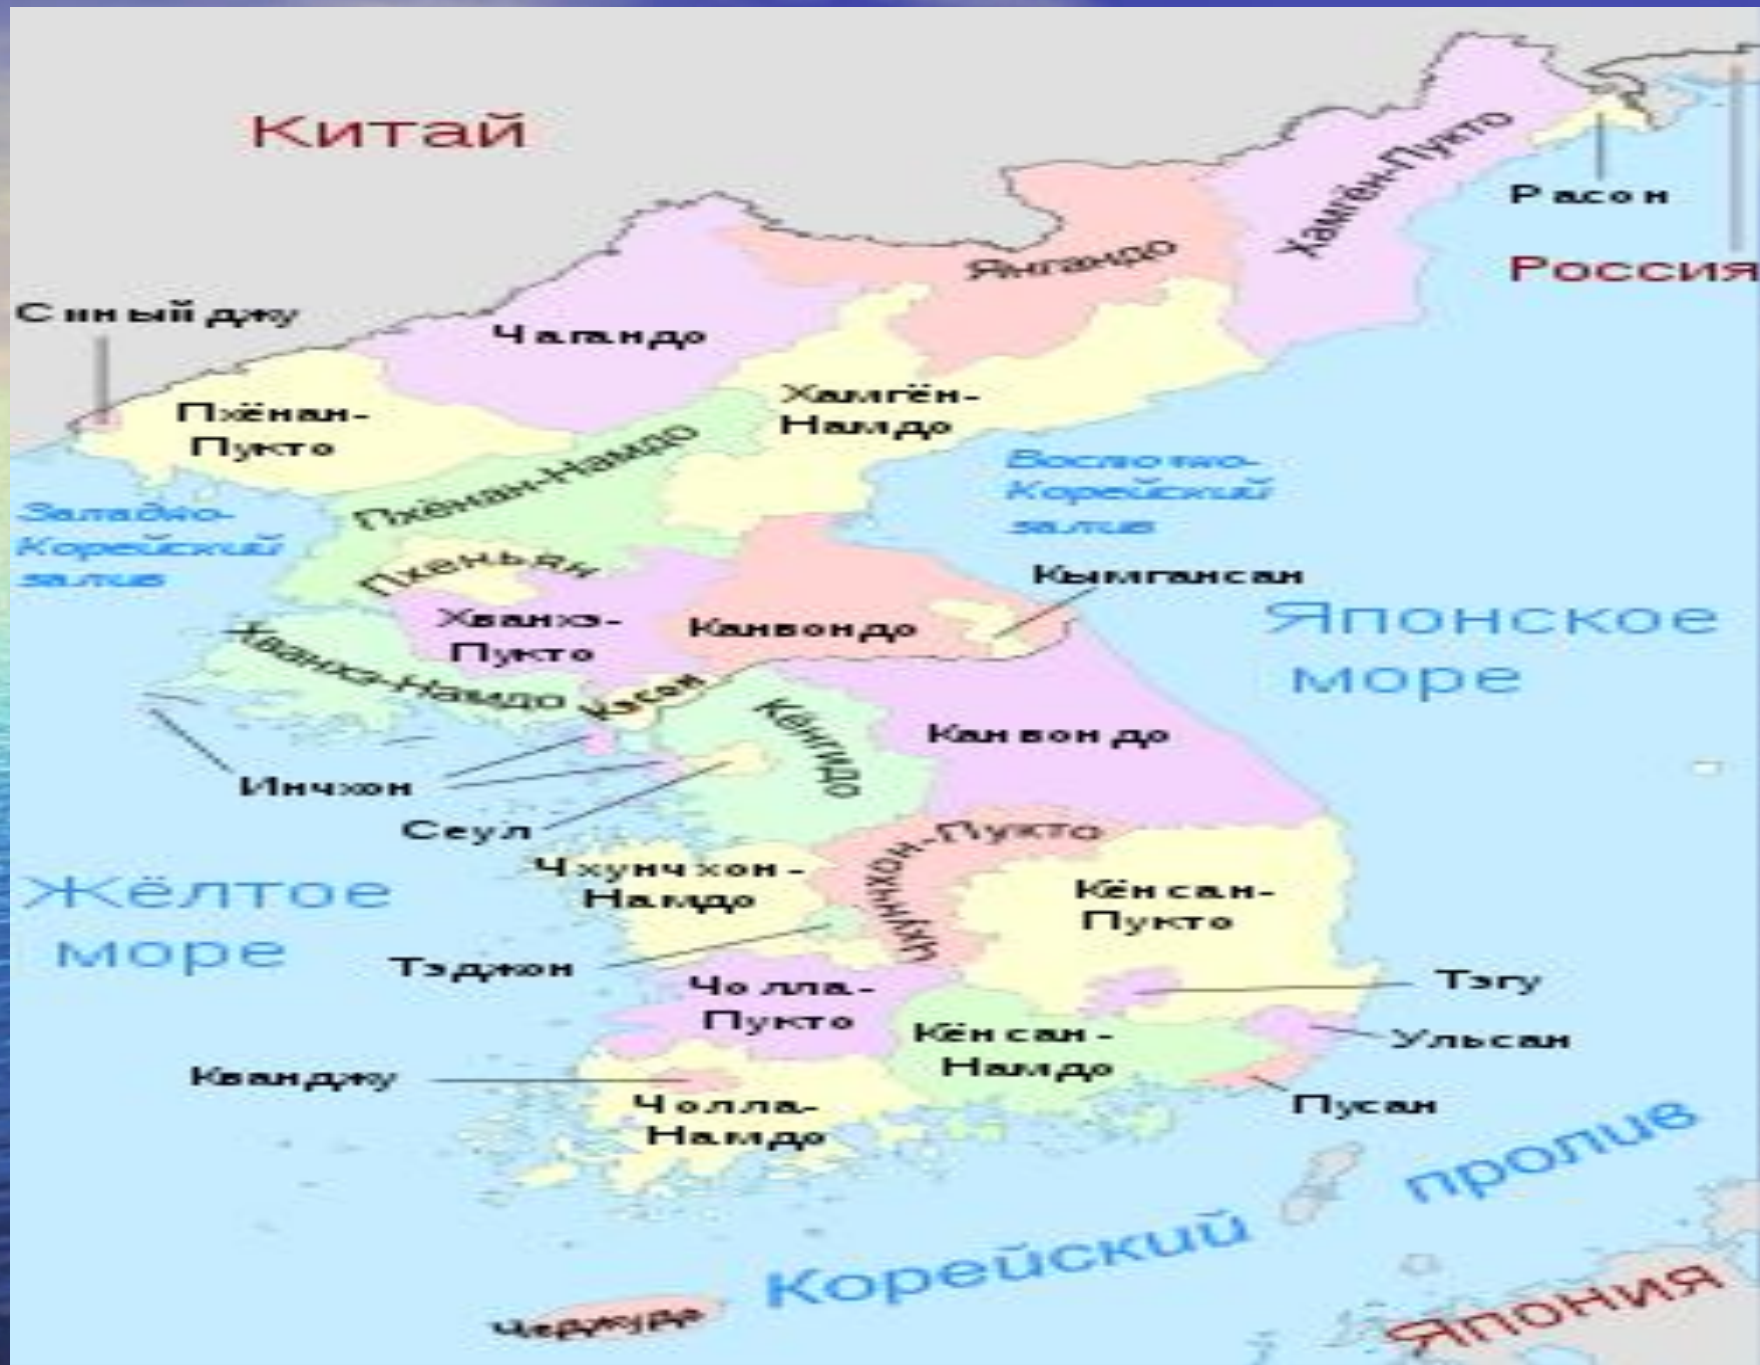 Китай
Хамгён-Пукто
Расон
Янгандо
Россия
Синыйджу
Чагандо
Пхёнан-
Пукто
Хамгён-
Намдо
Пхёнан-Намдо
Восточно-
Корейский
залив
Западно-
Корейский
залив
Пхеньян
Кымгансан
Японское
море
Хванхэ-
Пукто
Канвондо
Хванхэ-Намдо
Кэсон
Кёнгидо
Канвондо
Инчхон
Сеул
Чхунчхон-Пукто
Чхунчхон-
Намдо
Жёлтое
море
Кёнсан-
Пукто
Тэджон
Тэгу
Чолла-
Пукто
Кёнсан-
Намдо
Ульсан
Кванджу
Чолла-
Намдо
Пусан
Корейский пролив
Чеджудо
Япония